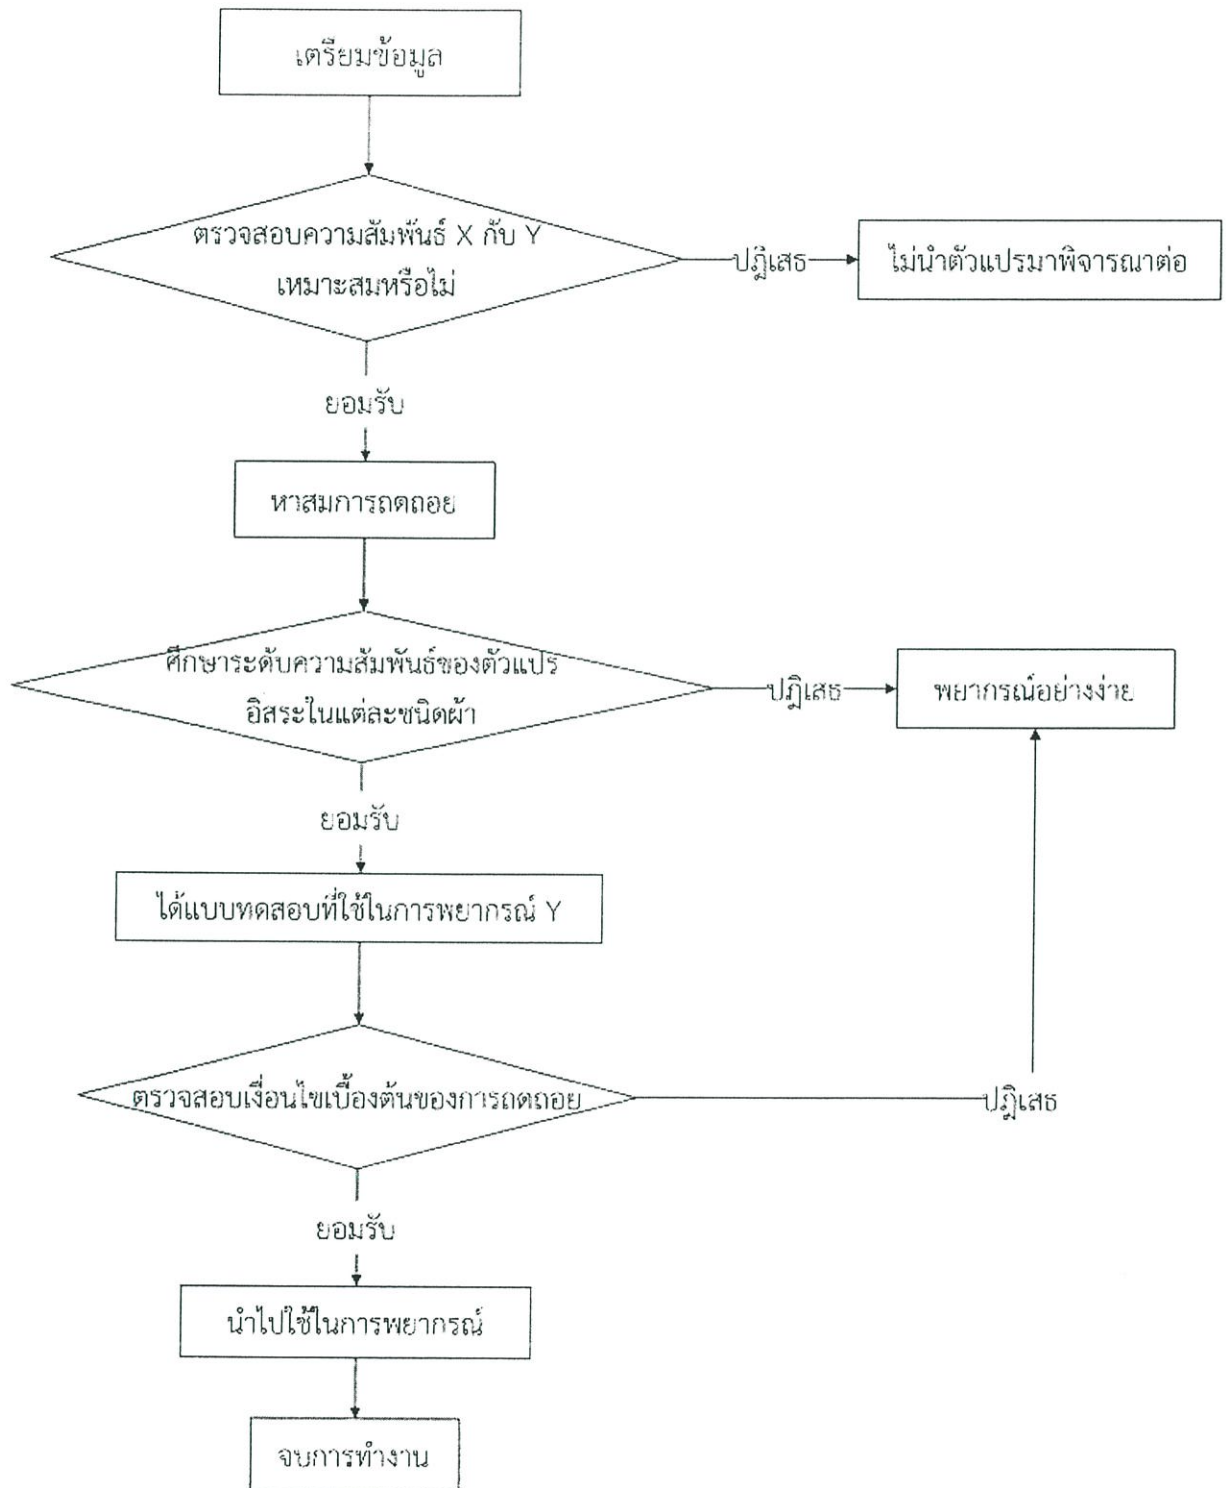 เตรียมข้อมูล
ตรวจสอบความสัมพันธ์ X กับ Y
เหมาะสมหรือไม่
ปฎิเสธ
ไม่นำตัวแปรมาพิจารณาต่อ
ยอมรับ
หาสมการถดถอย
ศึกษาระดับความสัมพันธ์ของตัวแปร
อิสระในแต่ละชนิดผ้า
ปฎิเสธ
พยากรณ์อย่างง่าย
ยอมรับ
ได้แบบทดสอบที่ใช้ในการพยากรณ์ Y
ตรวจสอบเงื่อนไขเบื้องต้นของการถดถอย
ปฎิเสธ
ยอมรับ
นำไปใช้ในการพยากรณ์
จบการทำงาน